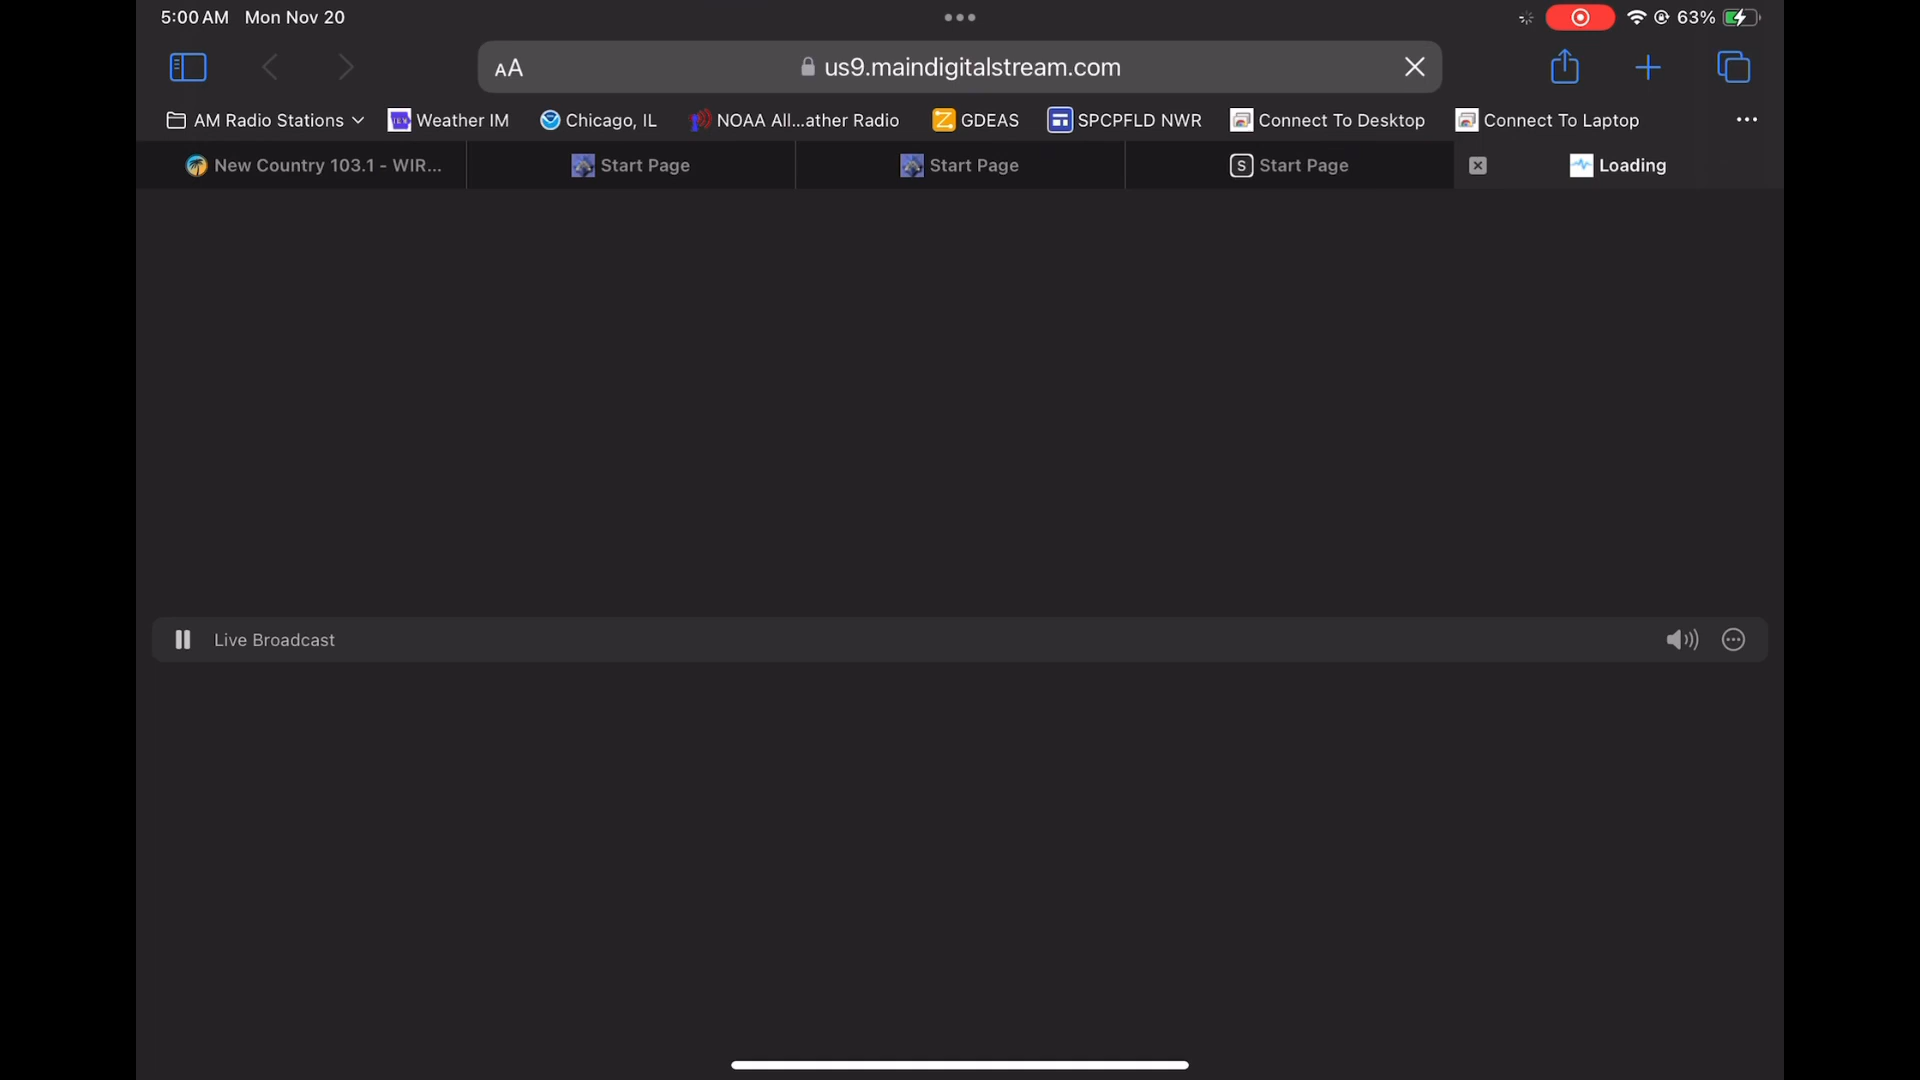 5:00 AM Mon Nov 20
63%
AA
us9.maindigitalstream.com
AM Radio Stations
Weather IM
Chicago, IL
NOAA All...ather Radio
GDEAS
SPCPFLD NWR
Connect To Desktop
Connect To Laptop
New Country 103.1 - WIR...
Start Page
Start Page
S Start Page
Loading
Live Broadcast